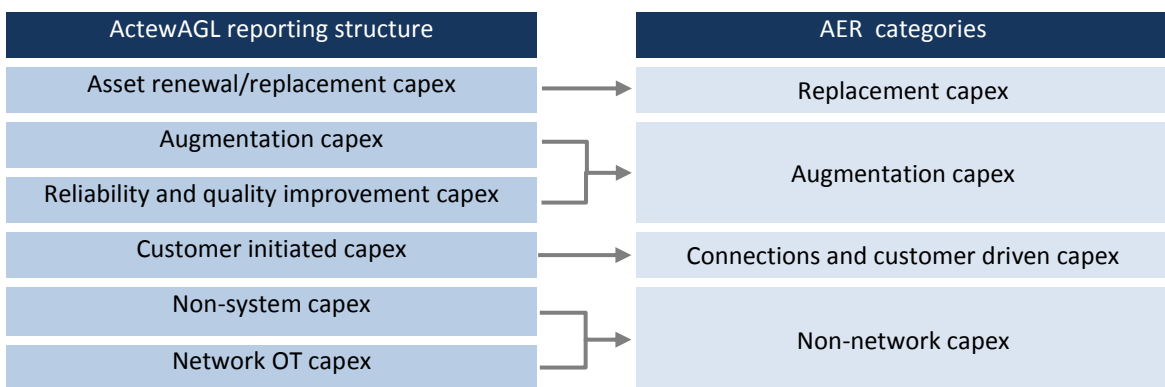 ActewAGL reporting structure
AER categories
Asset renewal/replacement capex
Replacement capex
Augmentation capex
Reliability and quality improvement capex
Augmentation capex
Customer initiated capex
Connections and customer driven capex
Non-system capex
Network OT capex
Non-network capex